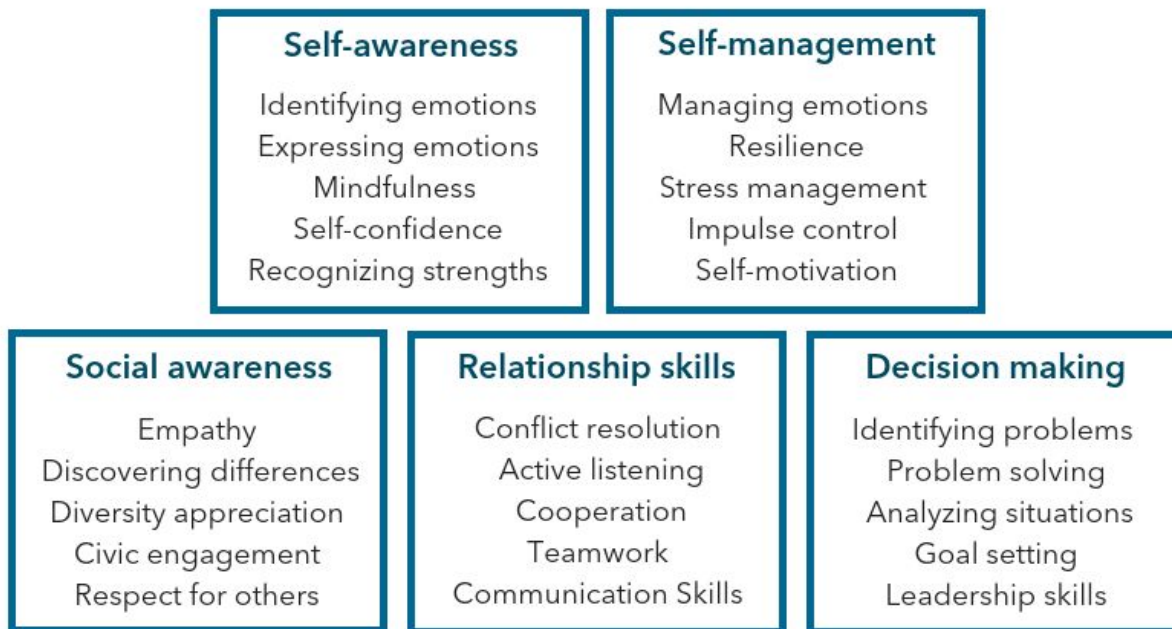 Self-awareness
Identifying emotions
Expressing emotions
Mindfulness
Self-confidence
Recognizing strengths
Self-management
Managing emotions
Resilience
Stress management
Impulse control
Self-motivation
Social awareness
Empathy
Discovering differences
Diversity appreciation
Civic engagement
Respect for others
Relationship skills
Conflict resolution
Active listening
Cooperation
Teamwork
Communication Skills
Decision making
Identifying problems
Problem solving
Analyzing situations
Goal setting
Leadership skills